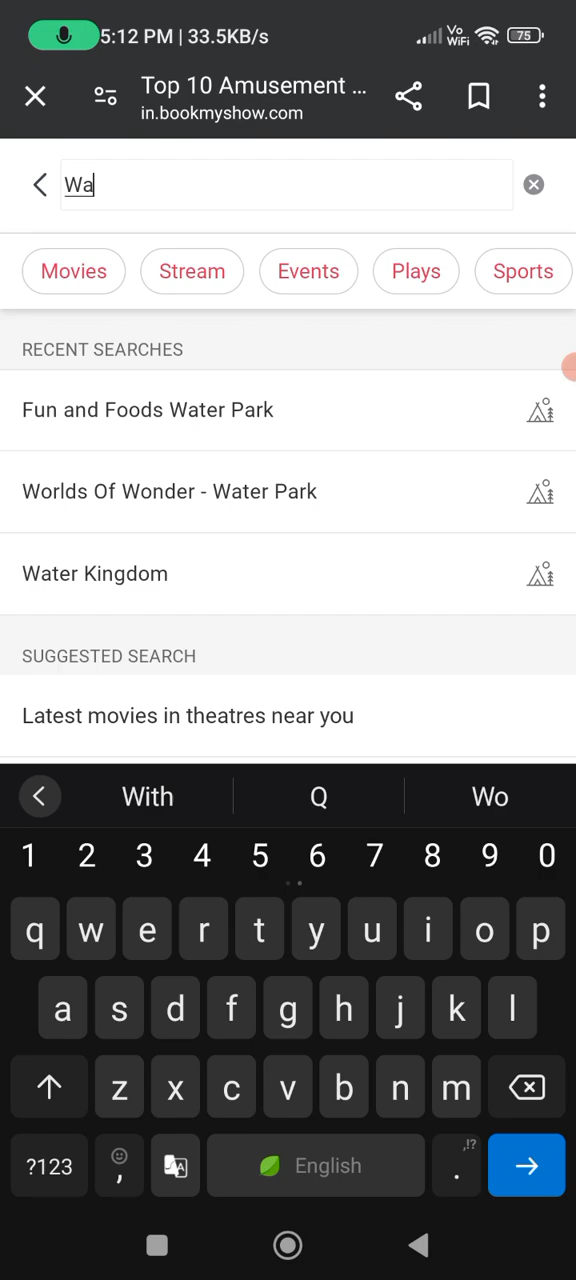 5:12 PM | 33.5KB/s
Vo WiFi
75
Top 10 Amusement ...
in.bookmyshow.com
Wa
Movies Stream Events Plays Sports
RECENT SEARCHES
Fun and Foods Water Park
Worlds Of Wonder - Water Park
Water Kingdom
SUGGESTED SEARCH
Latest movies in theatres near you
With Q Wo
1 2 3 4 5 6 7 8 9 0
q w e r t y u i o p
a s d f g h j k l
z x c v b n m
,!?
?123 , English .